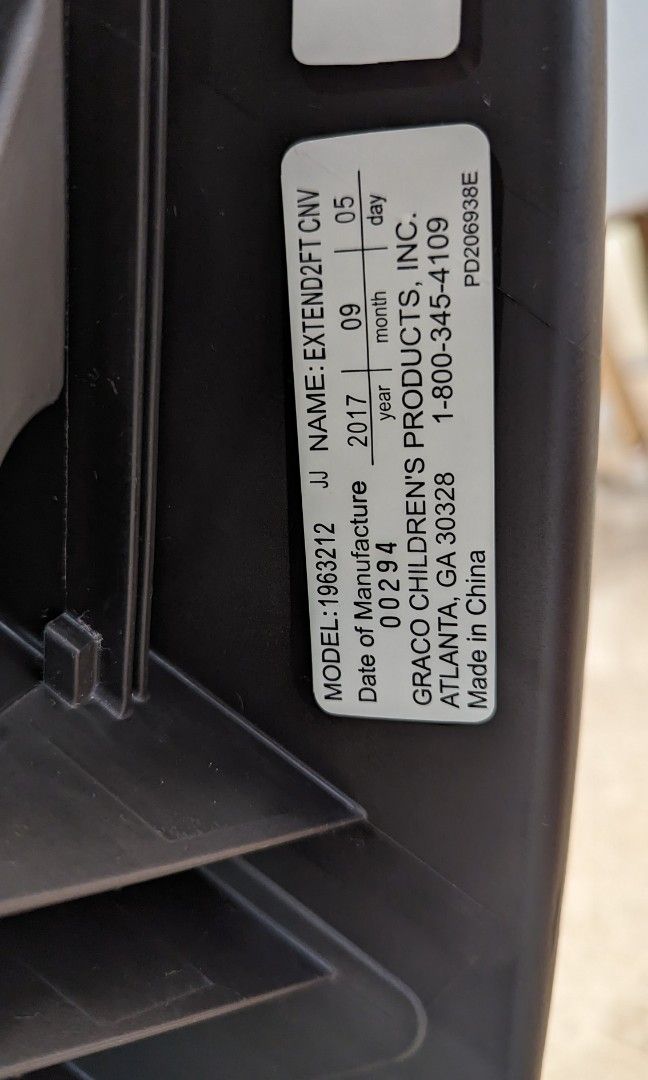 MODEL:1963212 JJ NAME: EXTEND2FT CNV
Date of Manufacture 2017 | 09 | 05
00294 year | month | day
GRACO CHILDREN'S PRODUCTS, INC.
ATLANTA, GA 30328 1-800-345-4109
Made in China PD206938E